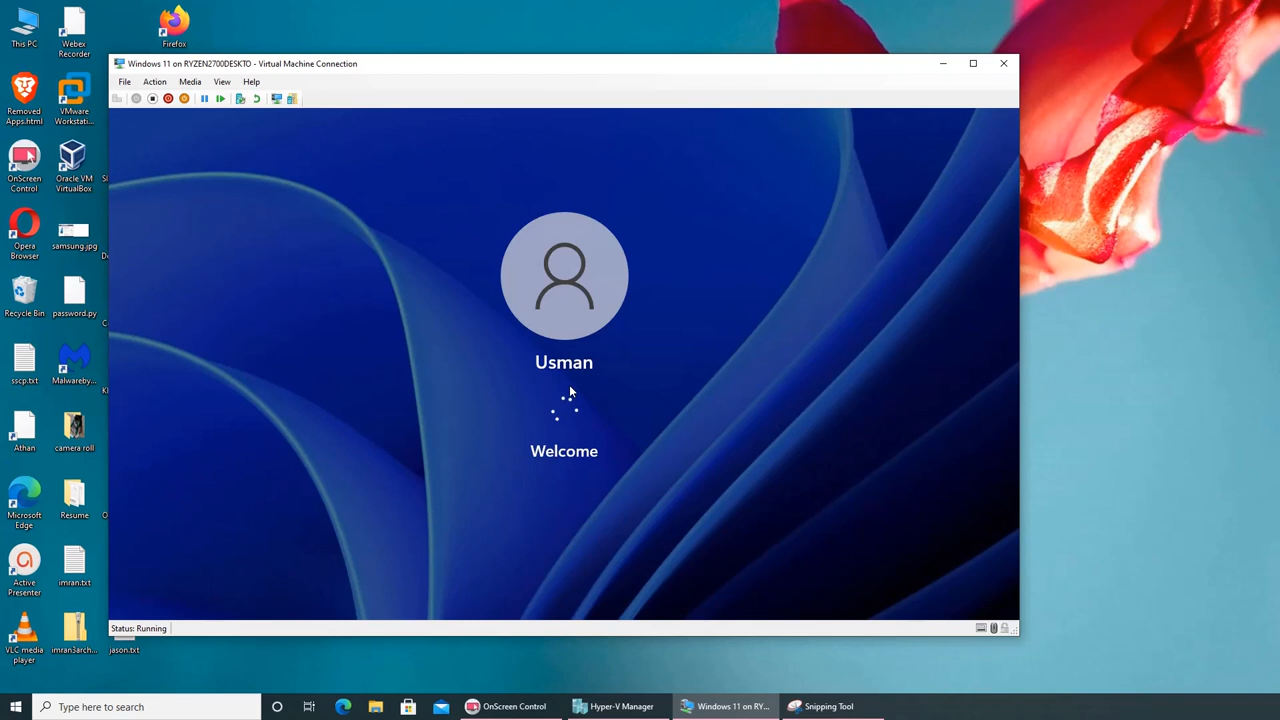 This PC
Webex
Recorder
Firefox
Removed
Apps.html
VMware
Workstati...
OnScreen
Control
Oracle VM
VirtualBox
Opera
Browser
samsung.jpg
Recycle Bin
password.py
sscp.txt
Malwareby...
Athan
camera roll
Microsoft
Edge
Resume
Active
Presenter
imran.txt
VLC media
player
imran3arch...
jason.txt
Windows 11 on RYZEN2700DESKTO - Virtual Machine Connection
File Action Media View Help
Usman
Welcome
Status: Running
Type here to search
OnScreen Control
Hyper-V Manager
Windows 11 on RY...
Snipping Tool